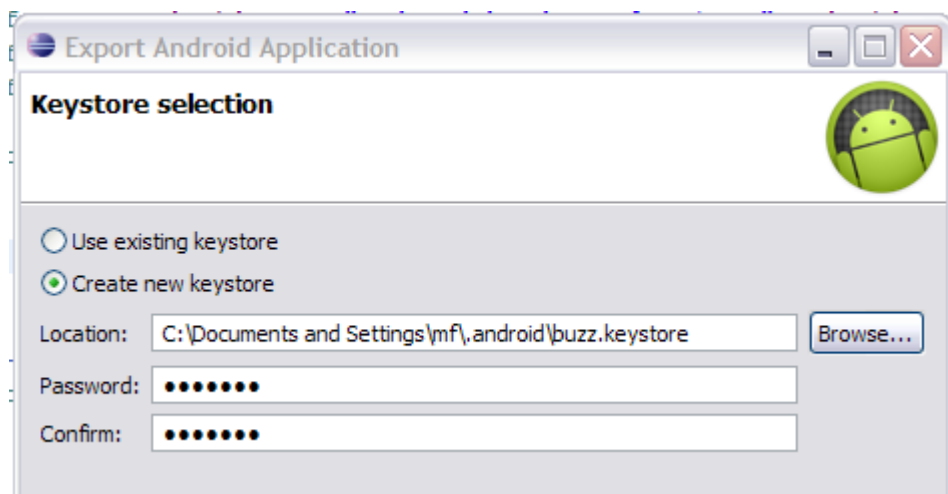 Export Android Application
Keystore selection
Use existing keystore
Create new keystore
Location: C:\Documents and Settings\mf\.android\buzz.keystore Browse...
Password: •••••••
Confirm: •••••••